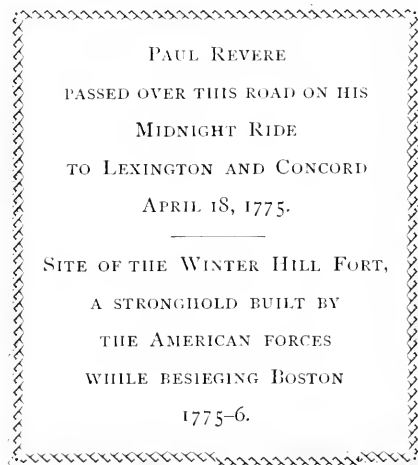 Paul Revere
passed over this road on his
Midnight Ride
to Lexington and Concord
April 18, 1775.
Site of the Winter Hill Fort,
a stronghold built by
the American forces
while besieging Boston
1775–6.